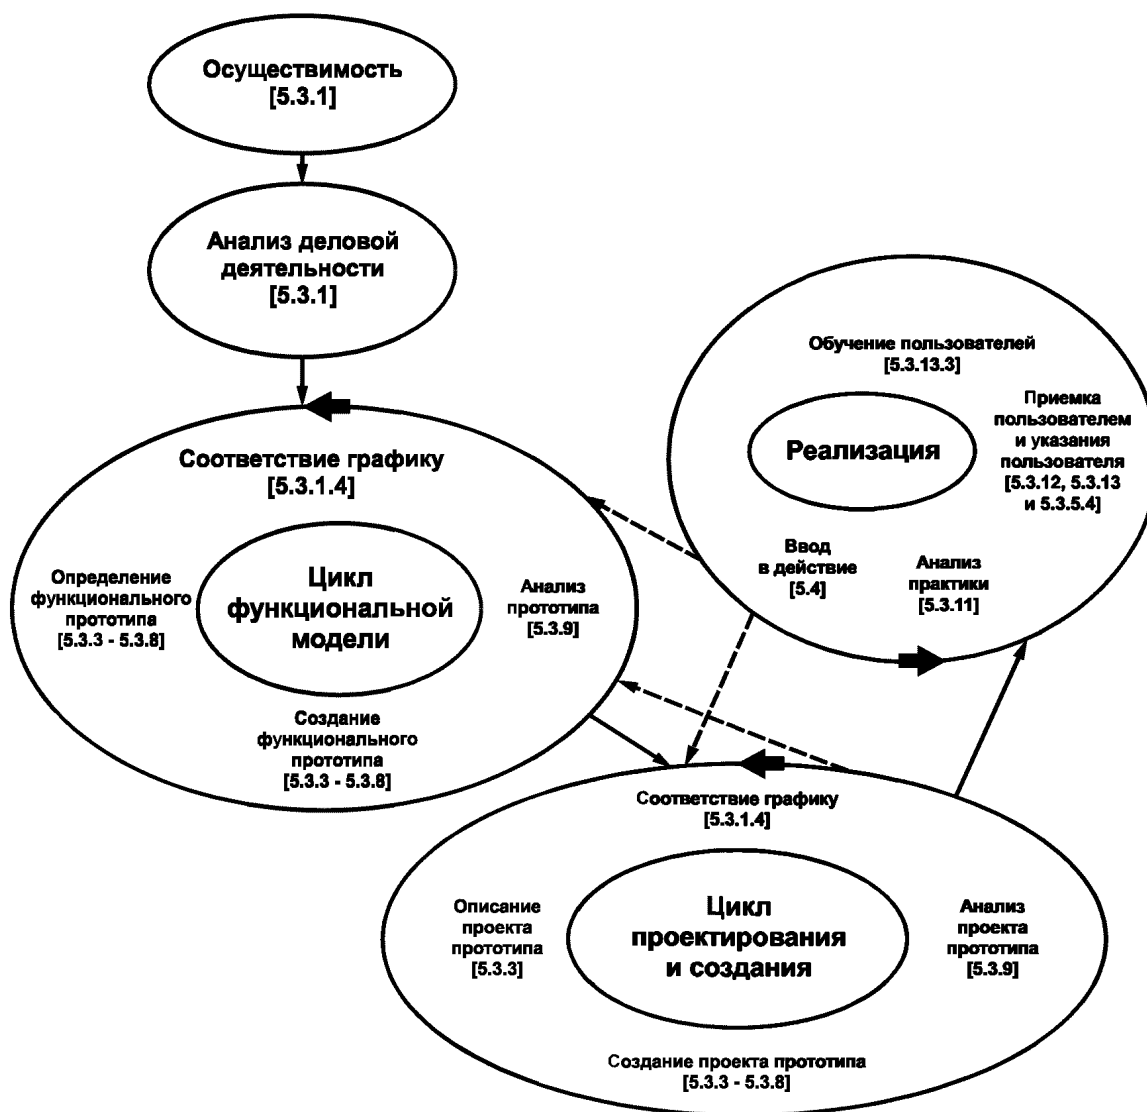 Осуществимость
[5.3.1]
Анализ деловой
деятельности
[5.3.1]
Соответствие графику
[5.3.1.4]
Определение
функционального
прототипа
[5.3.3 - 5.3.8]
Цикл
функциональной
модели
Анализ
прототипа
[5.3.9]
Создание
функционального
прототипа
[5.3.3 - 5.3.8]
Обучение пользователей
[5.3.13.3]
Реализация
Приемка
пользователем
и указания
пользователя
[5.3.12, 5.3.13
и 5.3.5.4]
Ввод
в действие
[5.4]
Анализ
практики
[5.3.11]
Соответствие графику
[5.3.1.4]
Описание
проекта
прототипа
[5.3.3]
Цикл
проектирования
и создания
Анализ
проекта
прототипа
[5.3.9]
Создание проекта прототипа
[5.3.3 - 5.3.8]